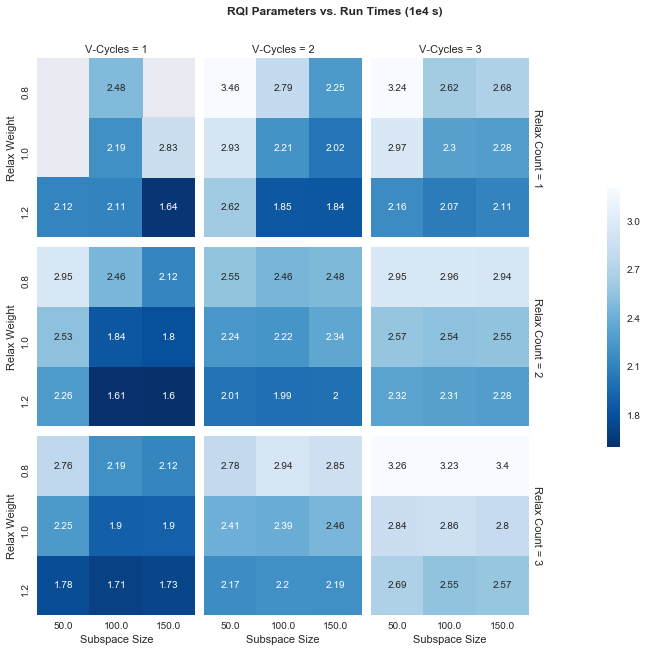 RQI Parameters vs. Run Times (1e4 s)
V-Cycles = 1 V-Cycles = 2 V-Cycles = 3
Relax Weight
0.8 2.48 3.46 2.79 2.25 3.24 2.62 2.68
1.0 2.19 2.83 2.93 2.21 2.02 2.97 2.3 2.28
1.2 2.12 2.11 1.64 2.62 1.85 1.84 2.16 2.07 2.11
Relax Count = 1
Relax Weight
0.8 2.95 2.46 2.12 2.55 2.46 2.48 2.95 2.96 2.94
1.0 2.53 1.84 1.8 2.24 2.22 2.34 2.57 2.54 2.55
1.2 2.26 1.61 1.6 2.01 1.99 2 2.32 2.31 2.28
Relax Count = 2
Relax Weight
0.8 2.76 2.19 2.12 2.78 2.94 2.85 3.26 3.23 3.4
1.0 2.25 1.9 1.9 2.41 2.39 2.46 2.84 2.86 2.8
1.2 1.78 1.71 1.73 2.17 2.2 2.19 2.69 2.55 2.57
Relax Count = 3
50.0 100.0 150.0 50.0 100.0 150.0 50.0 100.0 150.0
Subspace Size Subspace Size Subspace Size
3.0
2.7
2.4
2.1
1.8